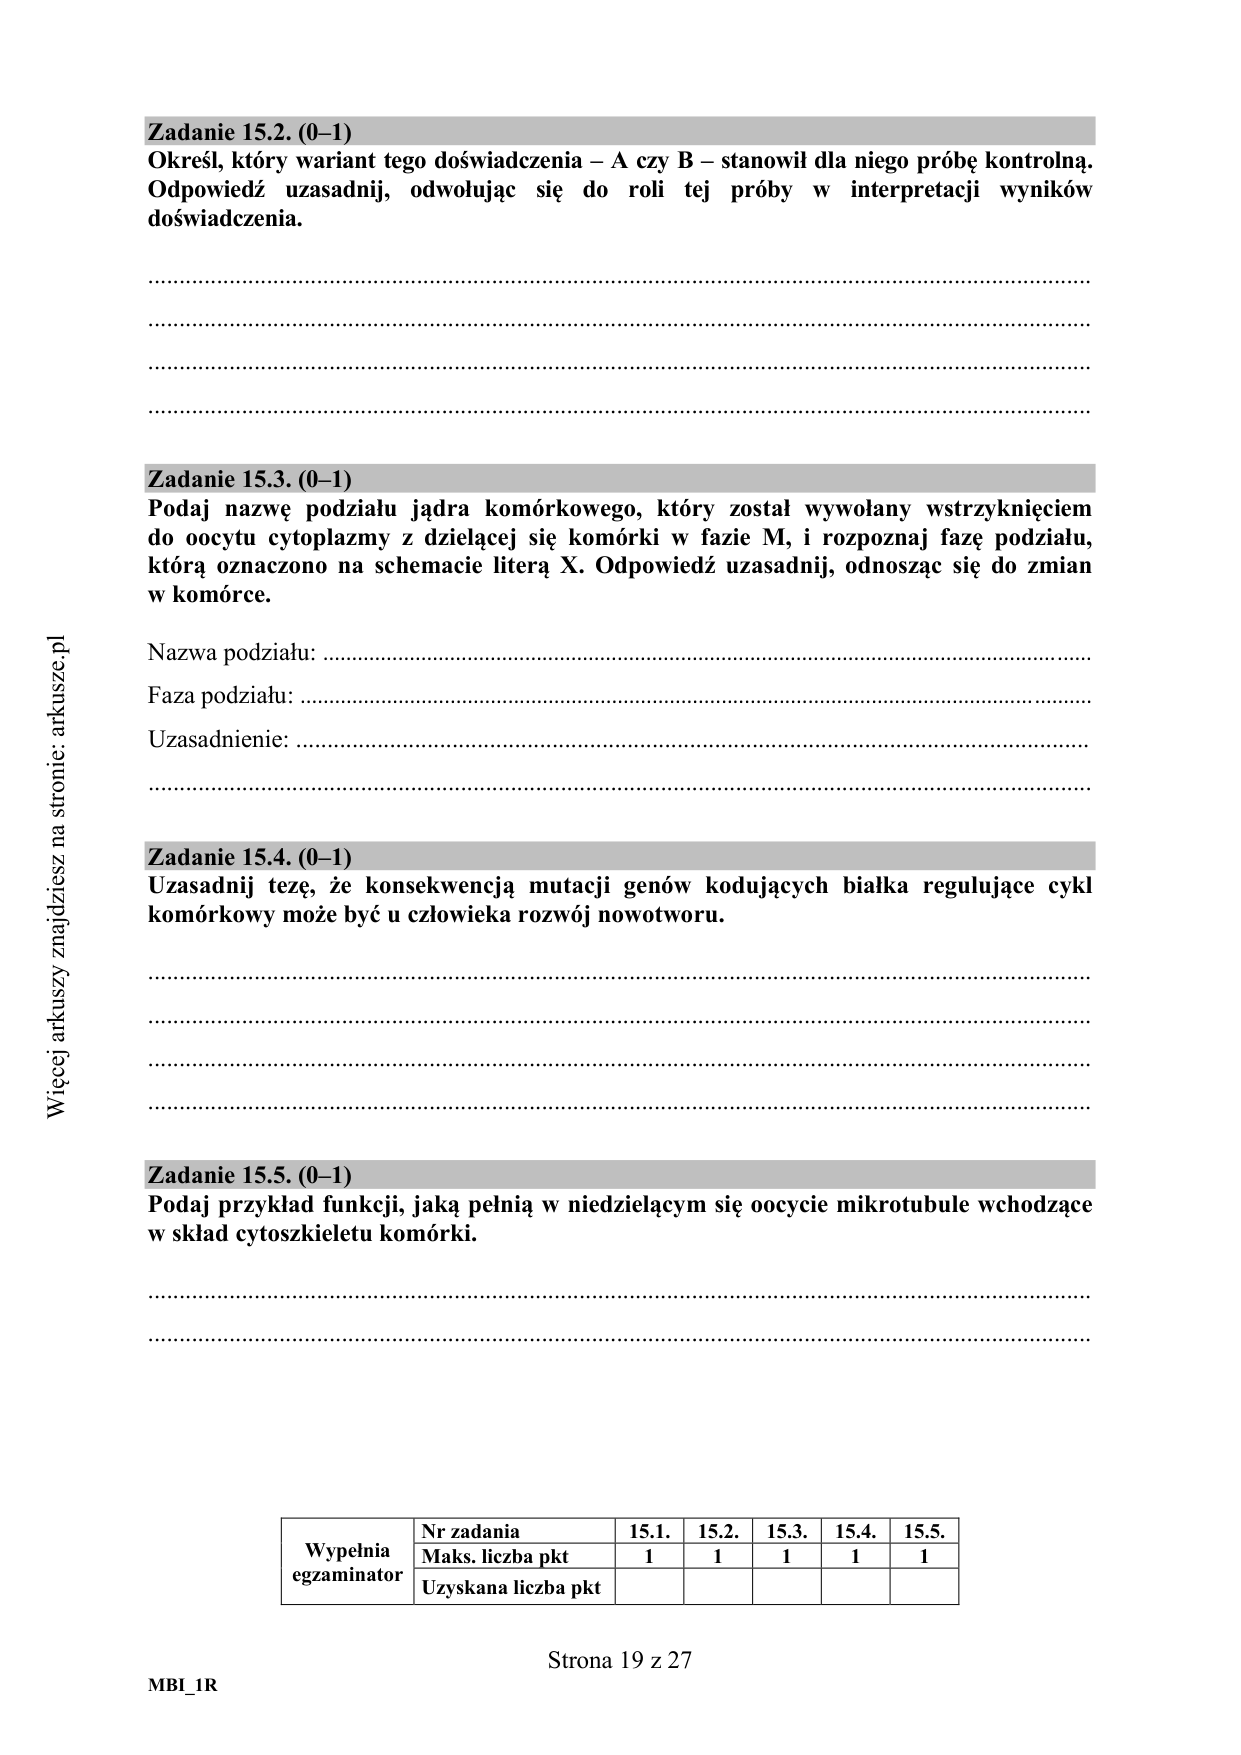 Zadanie 15.2. (0–1)
Określ, który wariant tego doświadczenia – A czy B – stanowił dla niego próbę kontrolną.
Odpowiedź uzasadnij, odwołując się do roli tej próby w interpretacji wyników
doświadczenia.
Zadanie 15.3. (0–1)
Podaj nazwę podziału jądra komórkowego, który został wywołany wstrzyknięciem
do oocytu cytoplazmy z dzielącej się komórki w fazie M, i rozpoznaj fazę podziału,
którą oznaczono na schemacie literą X. Odpowiedź uzasadnij, odnosząc się do zmian
w komórce.
Nazwa podziału: ....................................................................................................
Faza podziału: ....................................................................................................
Uzasadnienie: ....................................................................................................
Zadanie 15.4. (0–1)
Uzasadnij tezę, że konsekwencją mutacji genów kodujących białka regulujące cykl
komórkowy może być u człowieka rozwój nowotworu.
Zadanie 15.5. (0–1)
Podaj przykład funkcji, jaką pełnią w niedzielącym się oocycie mikrotubule wchodzące
w skład cytoszkieletu komórki.
Wypełnia
egzaminator
Nr zadania 15.1. 15.2. 15.3. 15.4. 15.5.
Maks. liczba pkt 1 1 1 1 1
Uzyskana liczba pkt
Strona 19 z 27
MBI_1R
Więcej arkuszy znajdziesz na stronie: arkusze.pl